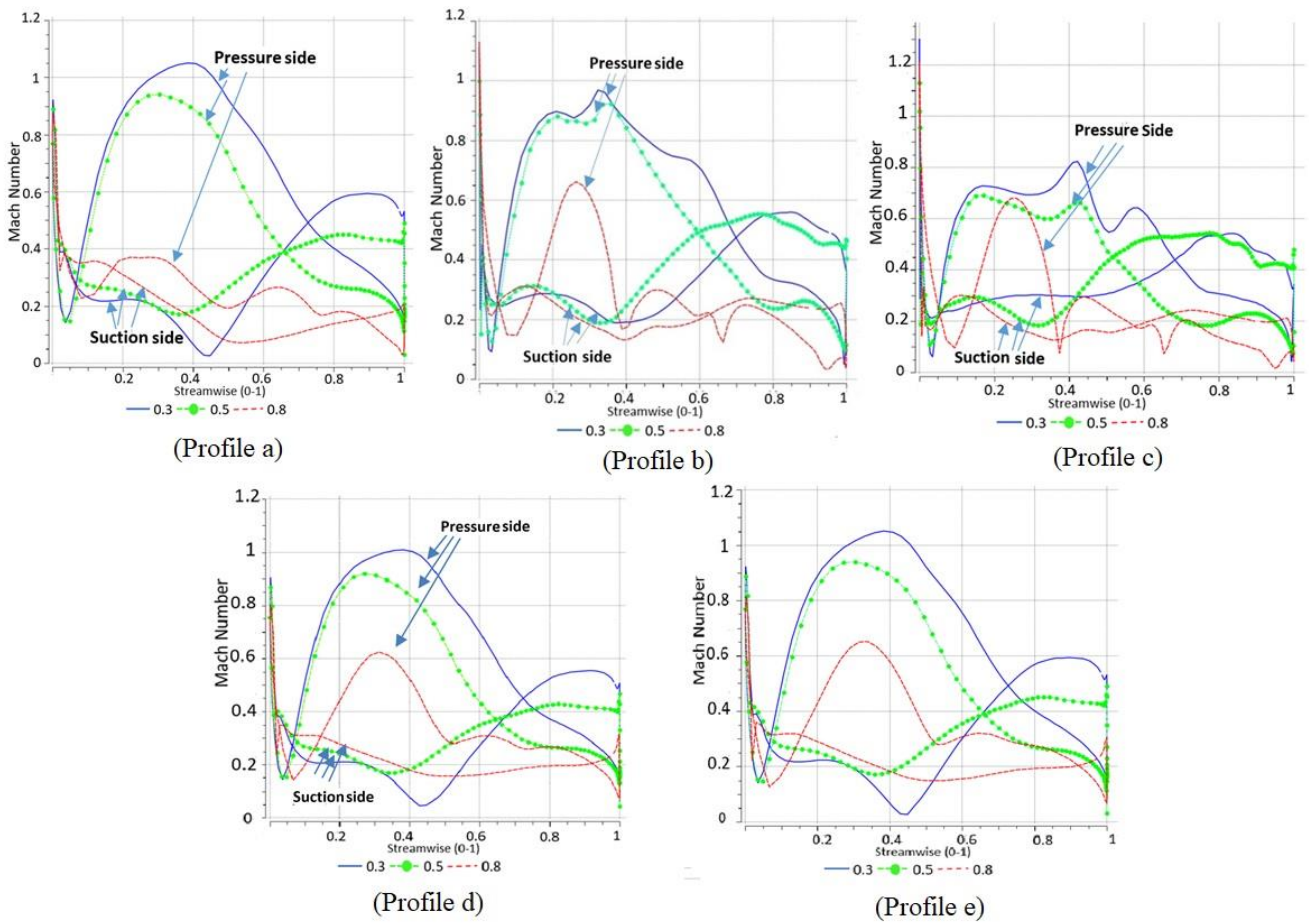 1.2
1
0.8
0.6
0.4
0.2
0
Mach Number
Pressure side
Suction side
0.2 0.4 0.6 0.8 1
Streamwise (0-1)
0.3 0.5 0.8
(Profile a)
1.2
1
0.8
0.6
0.4
0.2
0
Mach Number
Pressure side
Suction side
0.2 0.4 0.6 0.8 1
Streamwise (0-1)
0.3 0.5 0.8
(Profile b)
1.2
1
0.8
0.6
0.4
0.2
0
Mach Number
Pressure Side
Suction side
0.2 0.4 0.6 0.8 1
Streamwise (0-1)
0.3 0.5 0.8
(Profile c)
1.2
1
0.8
0.6
0.4
0.2
0
Mach Number
Pressure side
Suction side
0.2 0.4 0.6 0.8 1
Streamwise (0-1)
0.3 0.5 0.8
(Profile d)
1.2
1
0.8
0.6
0.4
0.2
0
Mach Number
0.2 0.4 0.6 0.8 1
Streamwise (0-1)
0.3 0.5 0.8
(Profile e)